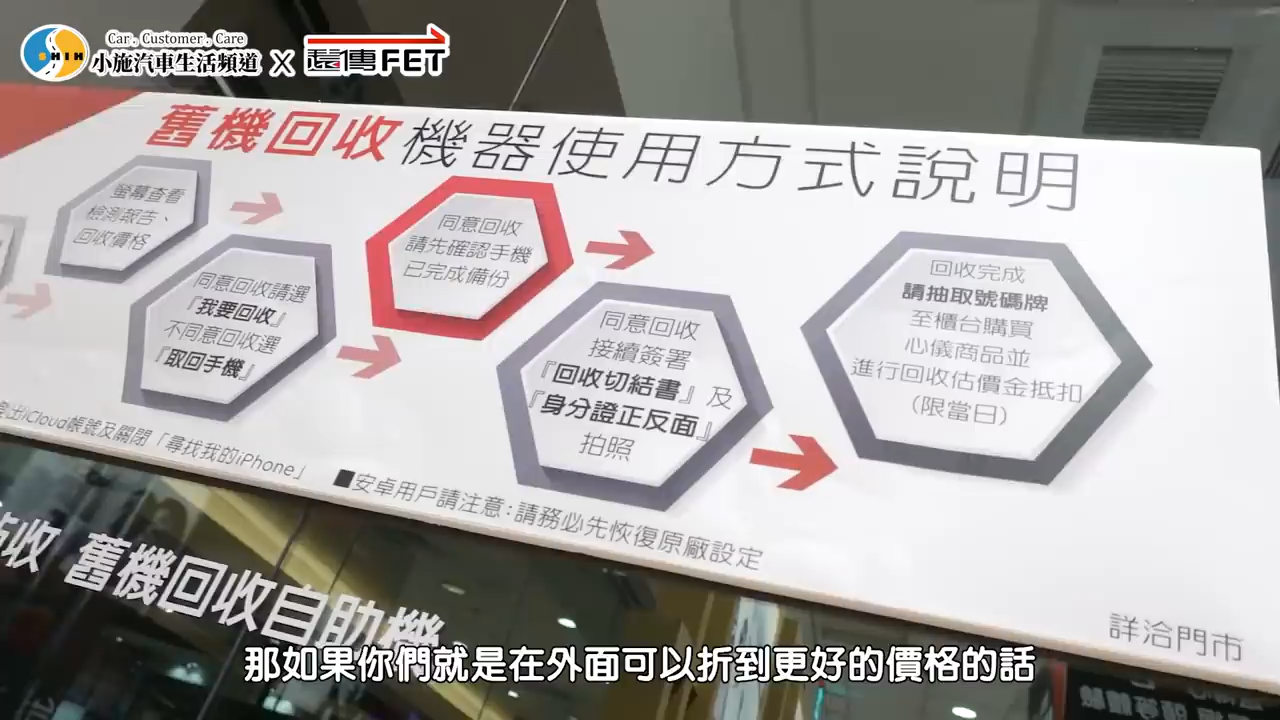 Car . Customer . Care
SHIH
小施汽車生活頻道 X 遠傳FET
舊機回收機器使用方式說明
螢幕查看
檢測報告、
回收價格
同意回收請選
『我要回收』
不同意回收選
『取回手機』
同意回收
請先確認手機
已完成備份
同意回收
接續簽署
『回收切結書』及
『身分證正反面』
拍照
回收完成
請抽取號碼牌
至櫃台購買
心儀商品並
進行回收估價金抵扣
(限當日)
出iCloud帳號及關閉「尋找我的iPhone」
■安卓用戶請注意:請務必先恢復原廠設定
詳洽門市
收 舊機回收自助機
那如果你們就是在外面可以折到更好的價格的話